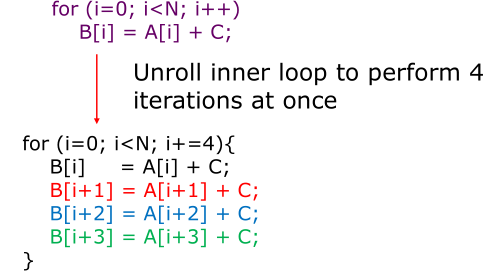 for (i=0; i<N; i++)
B[i] = A[i] + C;
Unroll inner loop to perform 4
iterations at once
for (i=0; i<N; i+=4){
B[i] = A[i] + C;
B[i+1] = A[i+1] + C;
B[i+2] = A[i+2] + C;
B[i+3] = A[i+3] + C;
}